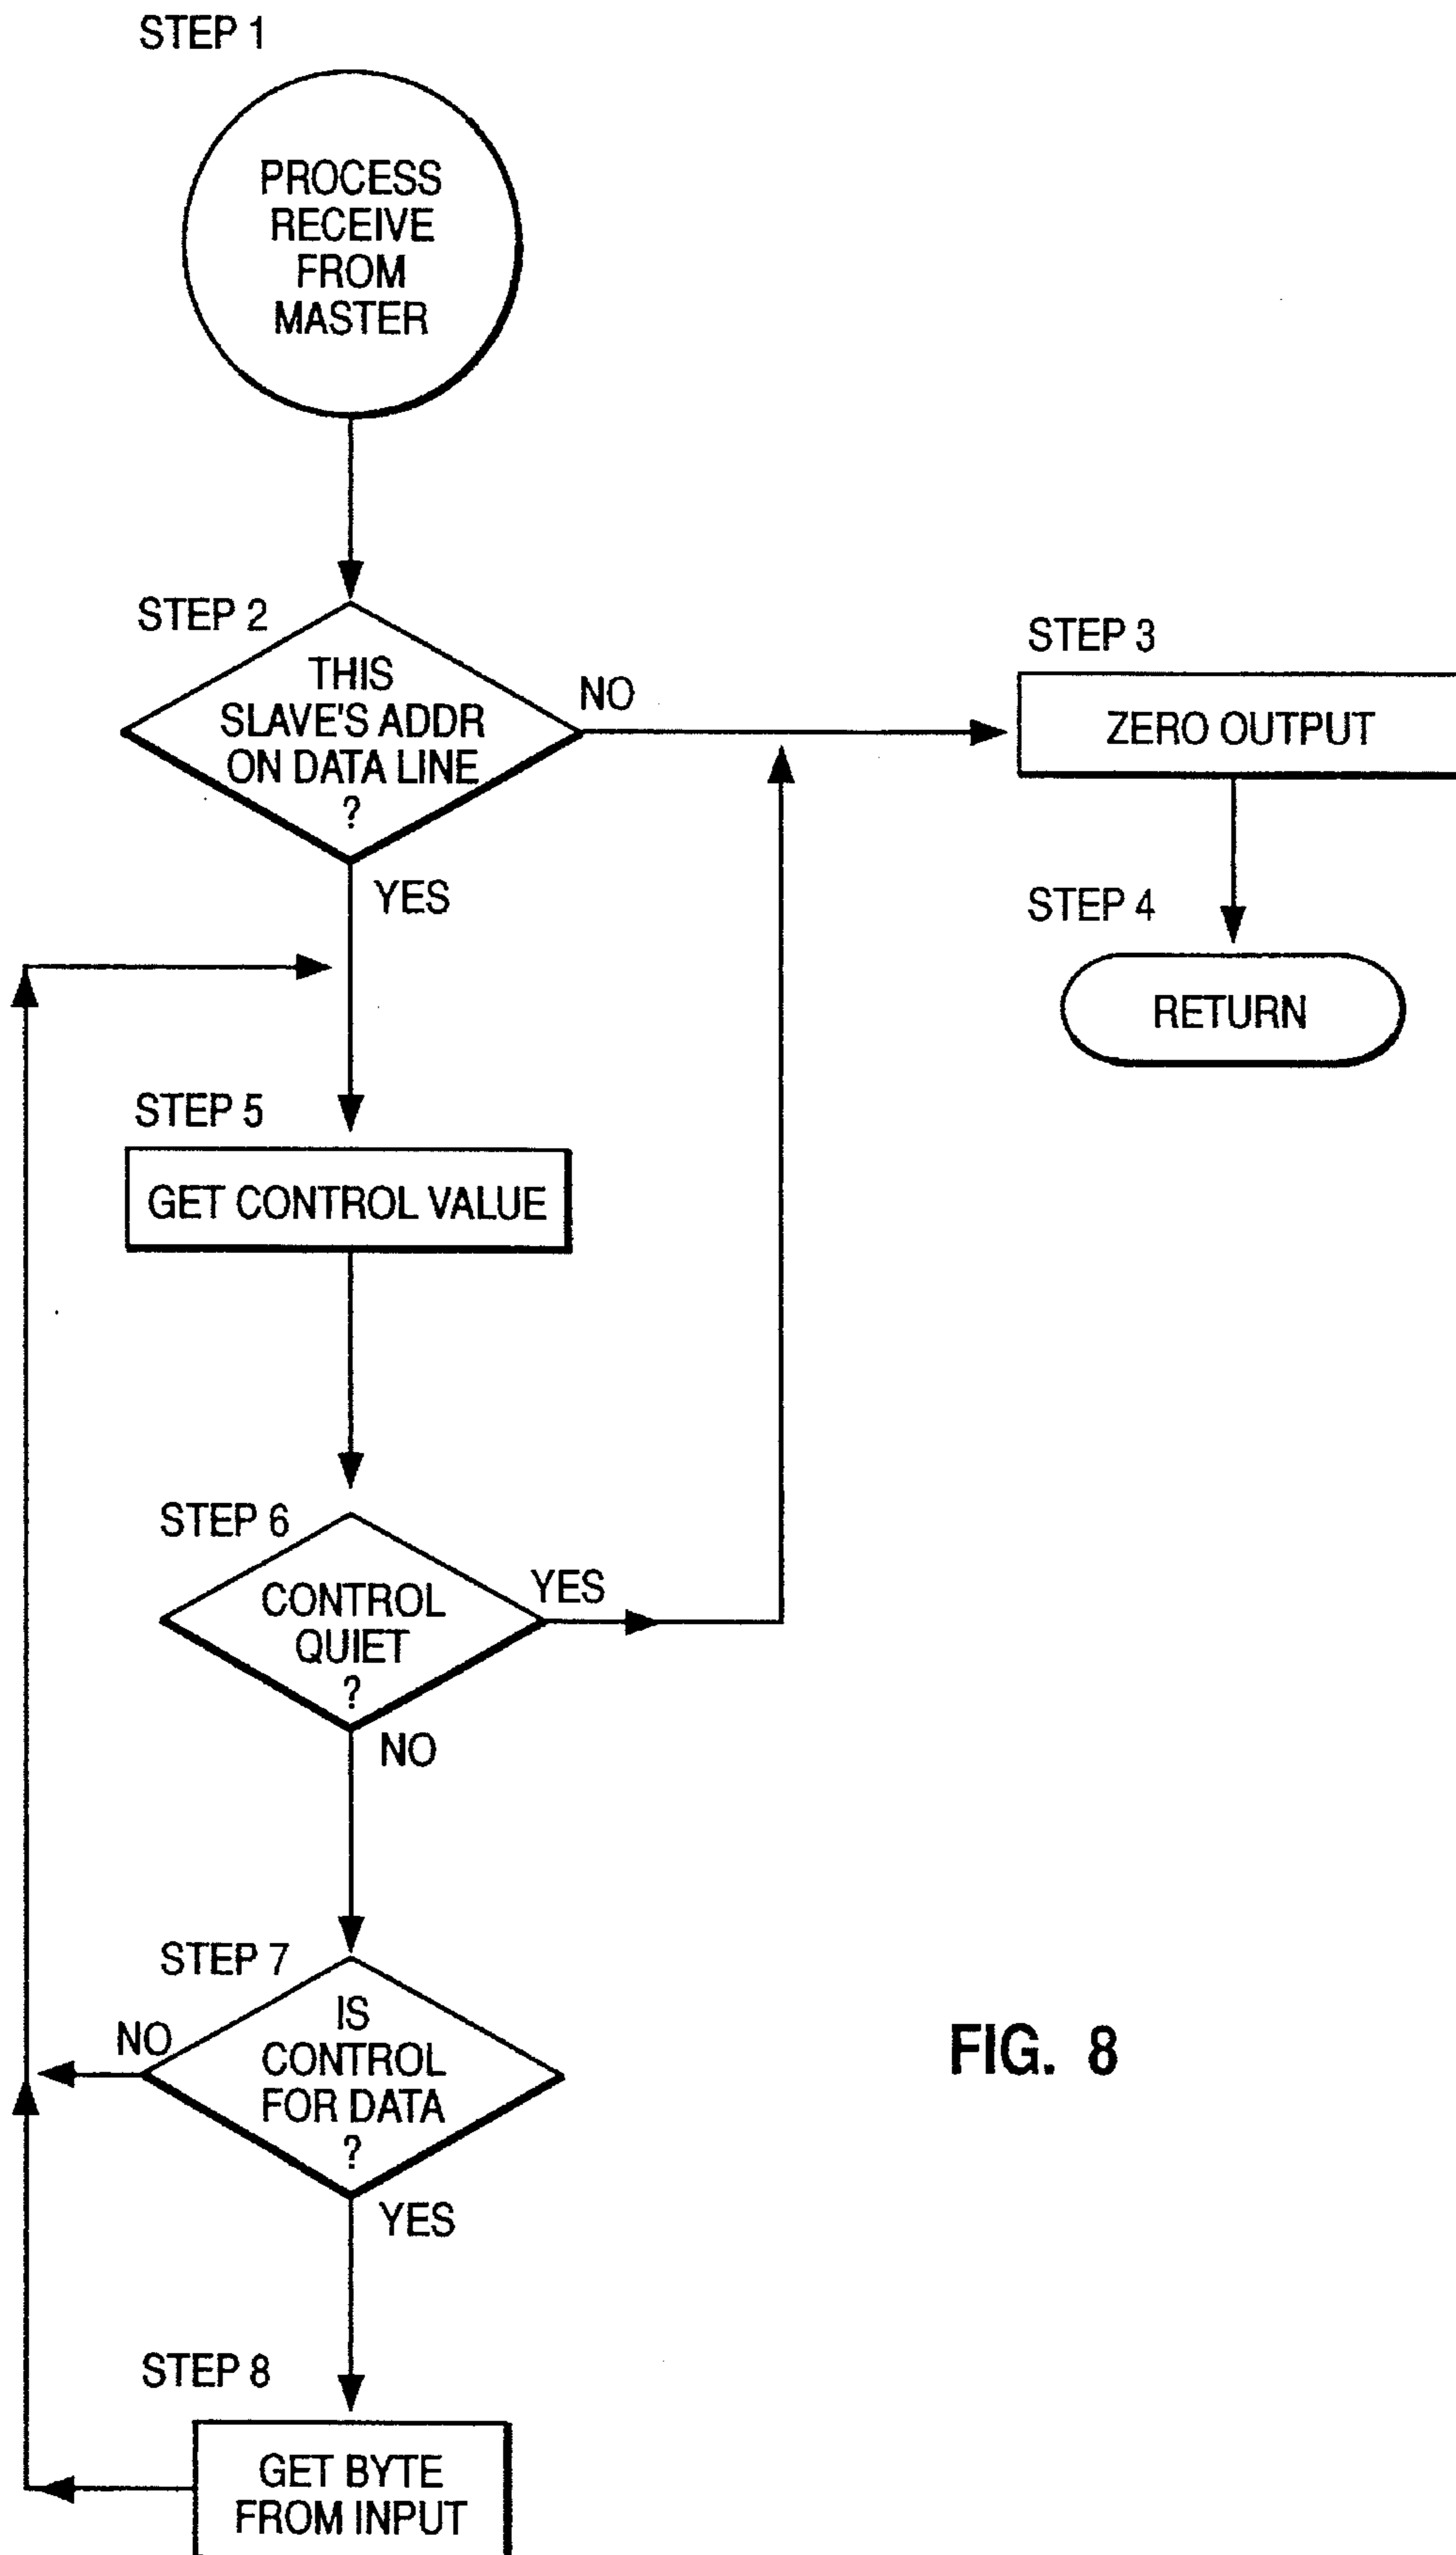 STEP 1
PROCESS
RECEIVE
FROM
MASTER
STEP 2
THIS
SLAVE'S ADDR
ON DATA LINE
?
NO
YES
STEP 3
ZERO OUTPUT
STEP 4
RETURN
STEP 5
GET CONTROL VALUE
STEP 6
CONTROL
QUIET
?
YES
NO
STEP 7
IS
CONTROL
FOR DATA
?
NO
YES
STEP 8
GET BYTE
FROM INPUT
FIG. 8